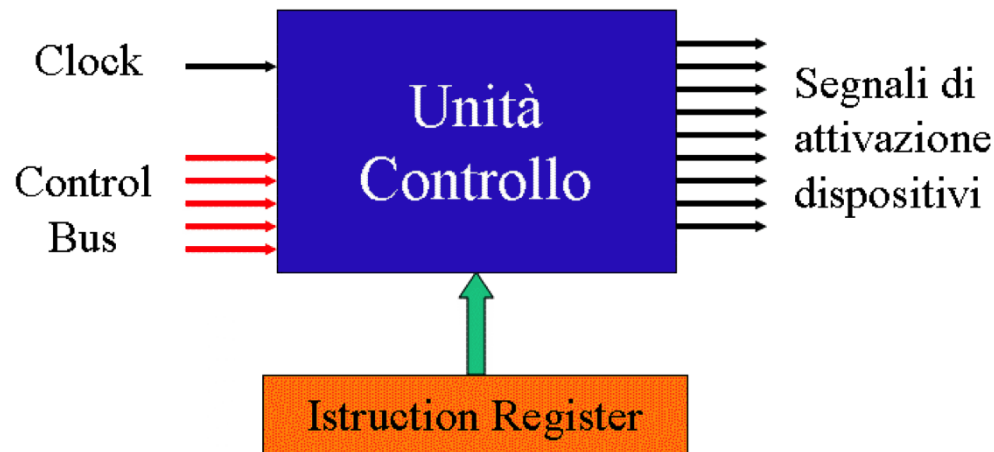 Clock
Control
Bus
Unità
Controllo
Segnali di
attivazione
dispositivi
Istruction Register